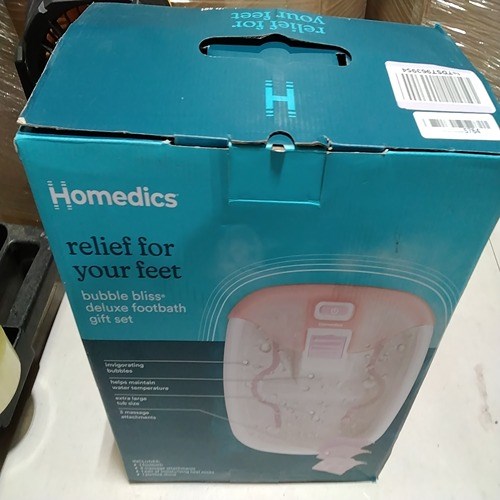 relief for
your feet
H
Homedics
relief for
your feet
bubble bliss®
deluxe footbath
gift set
invigorating
bubbles
helps maintain
water temperature
extra large
tub size
3 massage
attachments
INCLUDES: